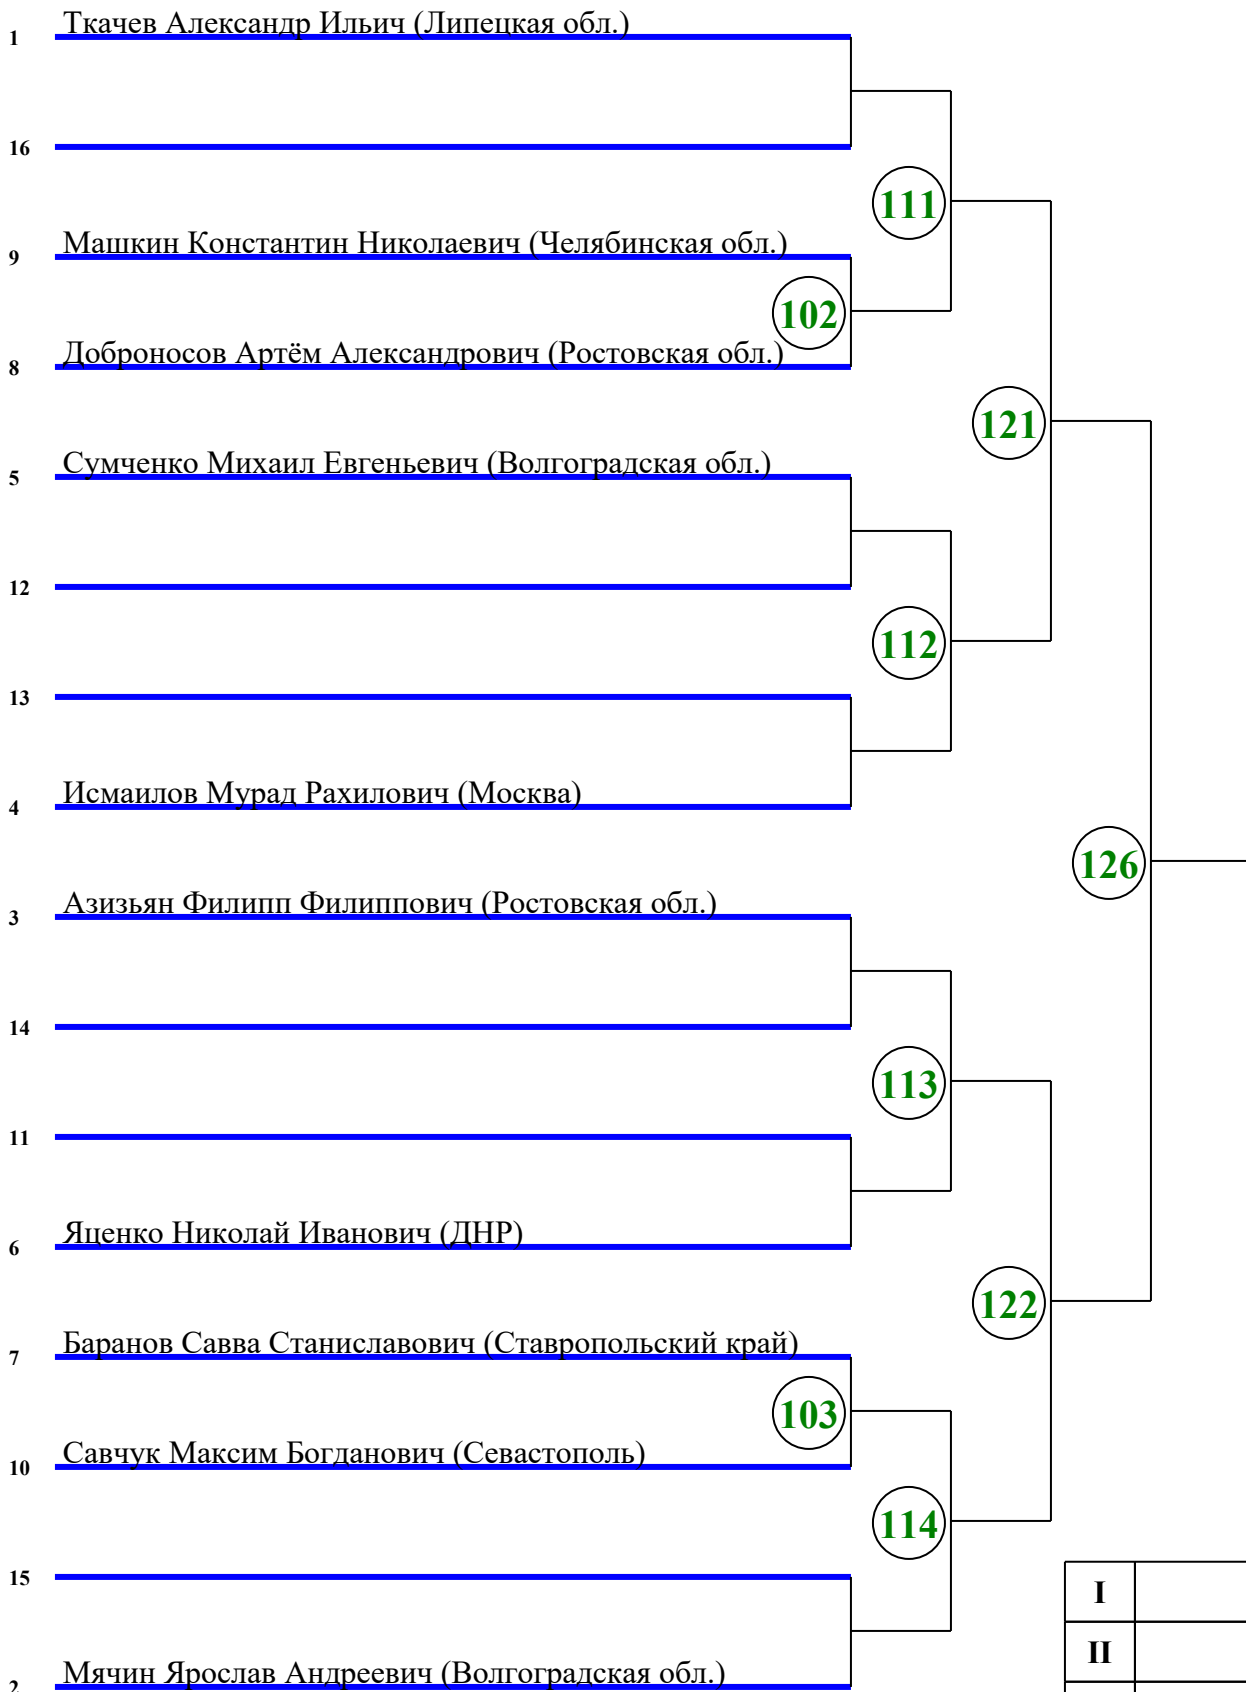 Ткачев Александр Ильич (Липецкая обл.)
1
16
111
Машкин Константин Николаевич (Челябинская обл.)
9
102
Доброносов Артём Александрович (Ростовская обл.)
8
121
Сумченко Михаил Евгеньевич (Волгоградская обл.)
5
12
112
13
Исмаилов Мурад Рахилович (Москва)
4
126
Азизьян Филипп Филиппович (Ростовская обл.)
3
14
113
11
Яценко Николай Иванович (ДНР)
6
122
Баранов Савва Станиславович (Ставропольский край)
7
103
Савчук Максим Богданович (Севастополь)
10
114
15
I
II
Мячин Ярослав Андреевич (Волгоградская обл.)
2